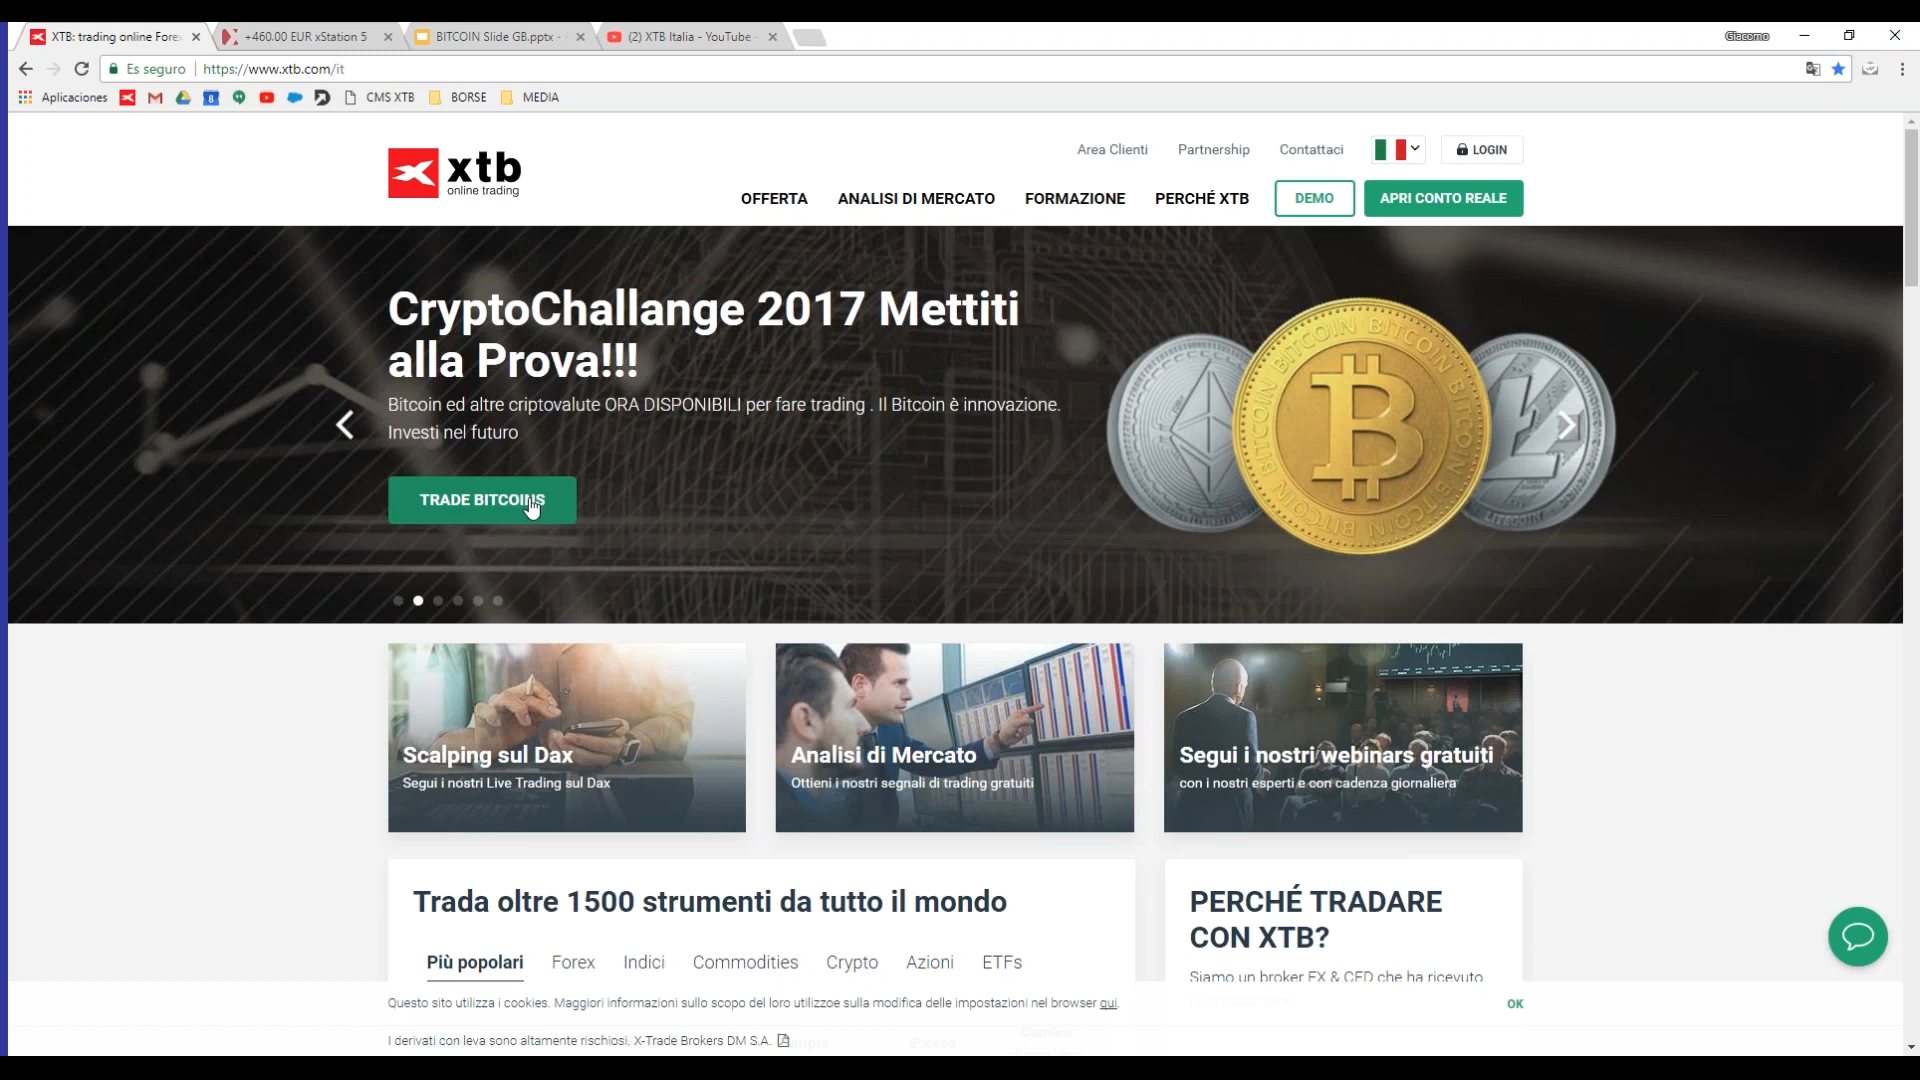 XTB: trading online Fore
+460.00 EUR xStation 5
BITCOIN Slide GB.pptx -
(2) XTB Italia - YouTube -
Giacomo
Es seguro
https://www.xtb.com/it
Aplicaciones
CMS XTB
BORSE
MEDIA
xtb
online trading
Area Clienti
Partnership
Contattaci
LOGIN
OFFERTA
ANALISI DI MERCATO
FORMAZIONE
PERCHÉ XTB
DEMO
APRI CONTO REALE
CryptoChallange 2017 Mettiti
alla Prova!!!
Bitcoin ed altre criptovalute ORA DISPONIBILI per fare trading . Il Bitcoin è innovazione.
Investi nel futuro
TRADE BITCOINS
BITCOIN BITCOIN BITCOIN BITCOIN BITCOIN
LITECOIN
Scalping sul Dax
Segui i nostri Live Trading sul Dax
Analisi di Mercato
Ottieni i nostri segnali di trading gratuiti
Segui i nostri webinars gratuiti
con i nostri esperti e con cadenza giornaliera
Trada oltre 1500 strumenti da tutto il mondo
Più popolari
Forex
Indici
Commodities
Crypto
Azioni
ETFs
PERCHÉ TRADARE
CON XTB?
Siamo un broker FX & CFD che ha ricevuto
Questo sito utilizza i cookies. Maggiori informazioni sullo scopo del loro utilizzoe sulla modifica delle impostazioni nel browser qui.
OK
I derivati con leva sono altamente rischiosi. X-Trade Brokers DM S.A.